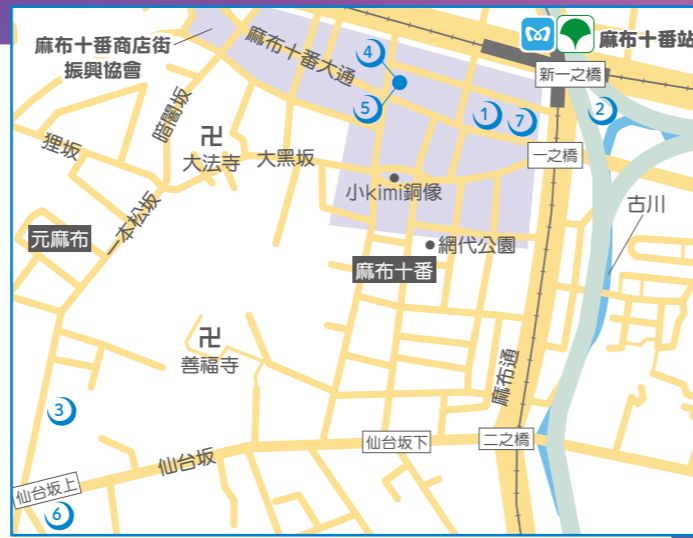 麻布十番商店街
振興協會
麻布十番大通
4
5
1
7
2
麻布十番站
新一之橋
一之橋
暗闇坂
狸坂
卍
大法寺
大黑坂
小kimi銅像
一本松坂
元麻布
網代公園
麻布十番
古川
卍
善福寺
麻布通
3
仙台坂
仙台坂下
二之橋
仙台坂上
6